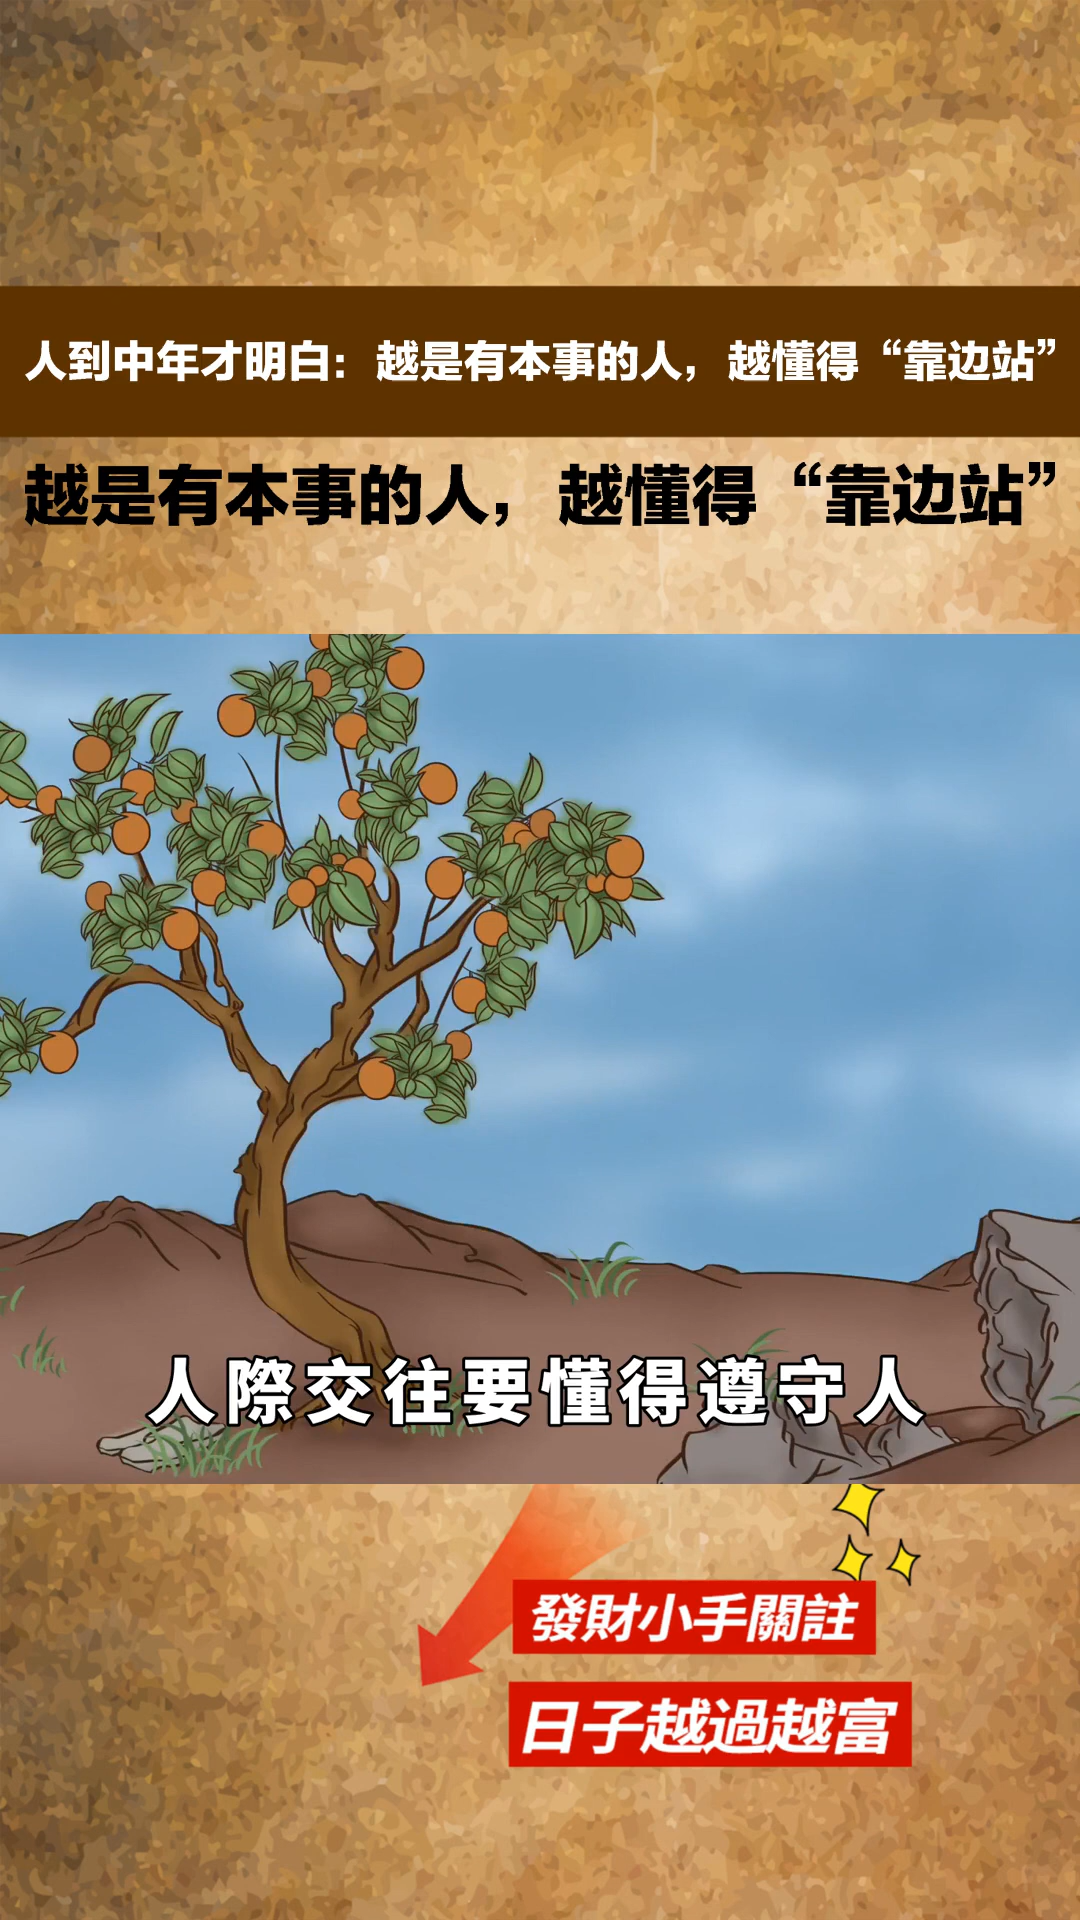 人到中年才明白：越是有本事的人，越懂得“靠边站”
越是有本事的人，越懂得“靠边站”
人際交往要懂得遵守人
發財小手關註
日子越過越富